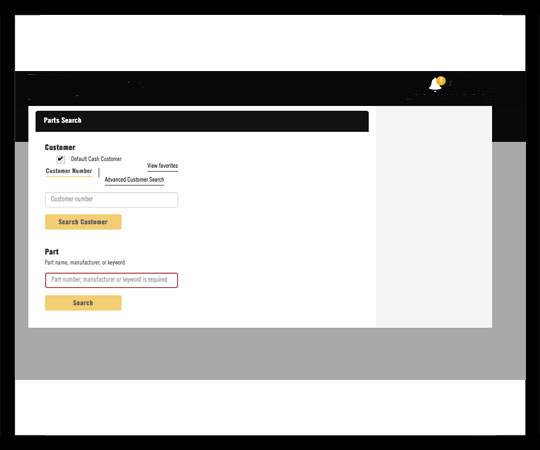 Parts Search
Customer
Default Cash Customer
View favorites
Customer Number
Advanced Customer Search
Customer number
Search Customer
Part
Part name, manufacturer, or keyword
Part number, manufacturer or keyword is required
Search